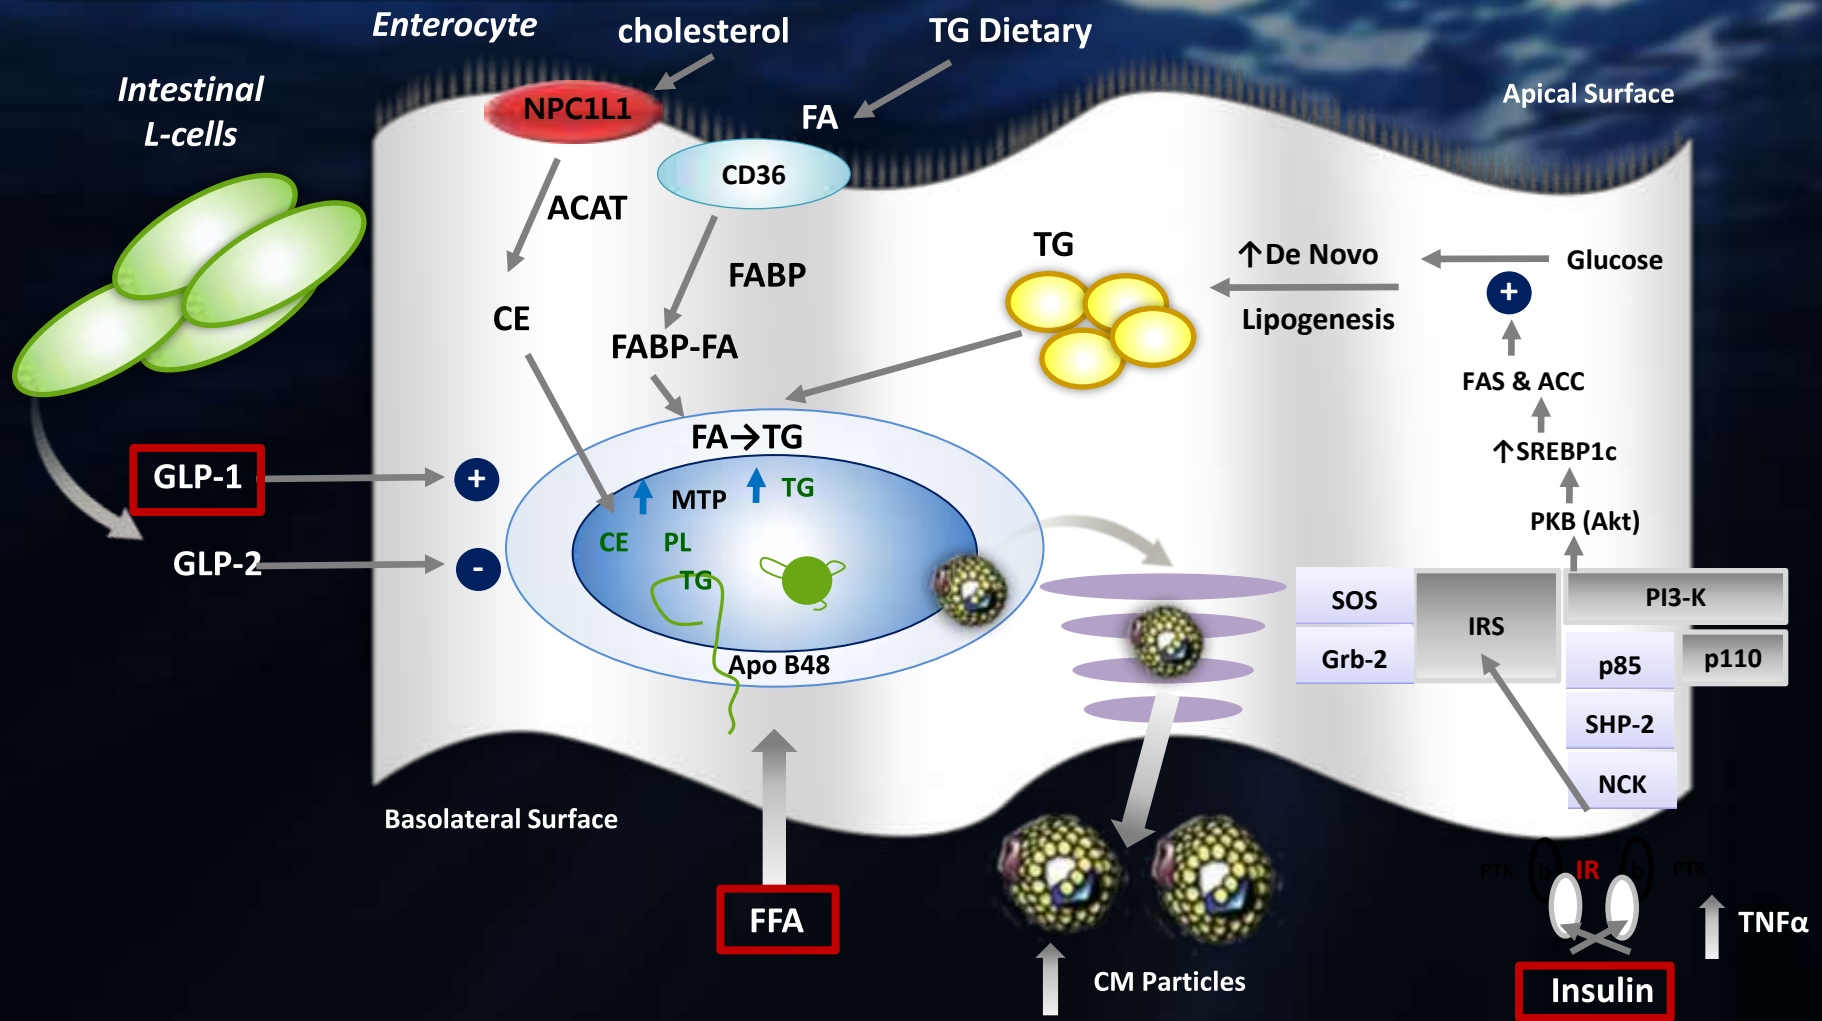 Enterocyte
cholesterol
TG Dietary
Intestinal
L-cells
Apical Surface
NPC1L1
FA
CD36
ACAT
FABP
CE
FABP-FA
TG
↑De Novo
Lipogenesis
Glucose
+
FAS & ACC
↑SREBP1c
PKB (Akt)
FA→TG
MTP
TG
CE
PL
TG
Apo B48
GLP-1
+
GLP-2
-
SOS
Grb-2
IRS
PI3-K
p85
p110
SHP-2
NCK
Basolateral Surface
FFA
CM Particles
PTK
b
IR
b
PTK
TNFα
Insulin